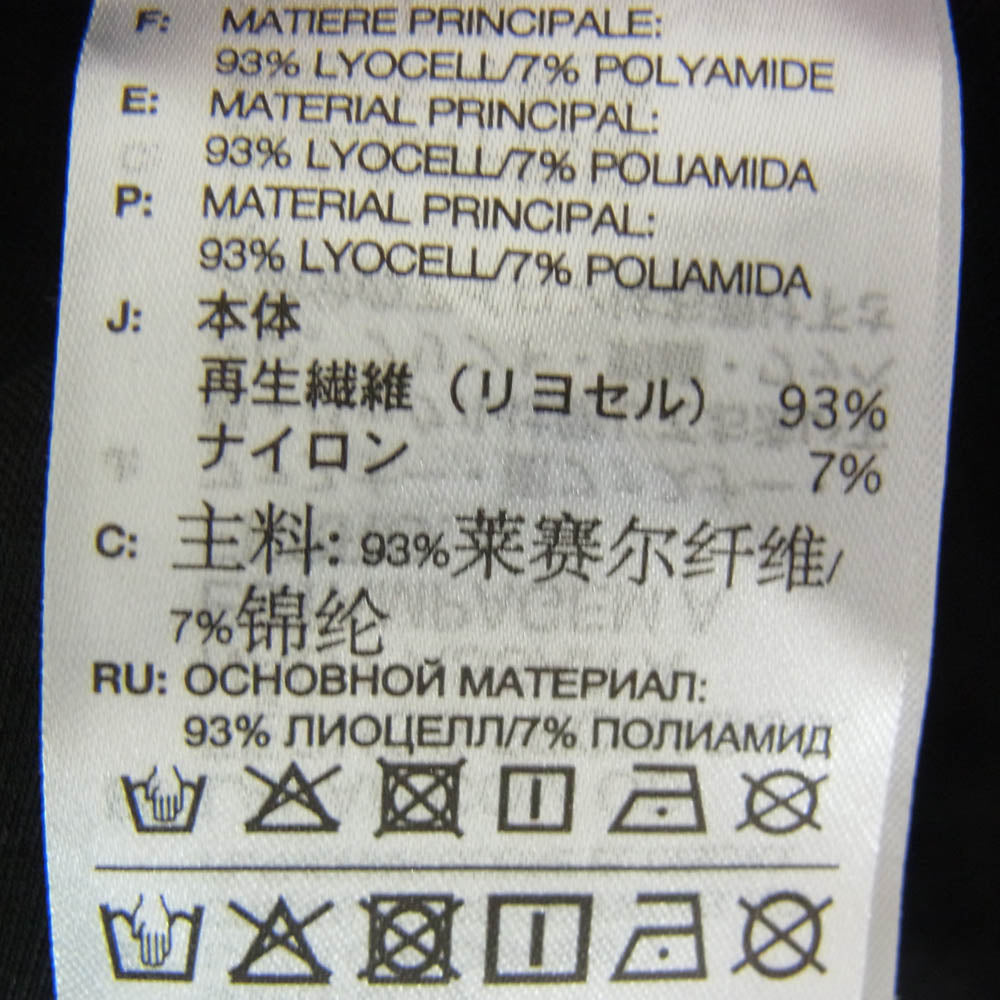 F: MATIERE PRINCIPALE:
93% LYOCELL/7% POLYAMIDE
E: MATERIAL PRINCIPAL:
93% LYOCELL/7% POLIAMIDA
P: MATERIAL PRINCIPAL:
93% LYOCELL/7% POLIAMIDA
J: 本体
再生繊維（リヨセル） 93%
ナイロン 7%
C: 主料: 93%莱赛尔纤维/
7%锦纶
RU: ОСНОВНОЙ МАТЕРИАЛ:
93% ЛИОЦЕЛЛ/7% ПОЛИАМИД